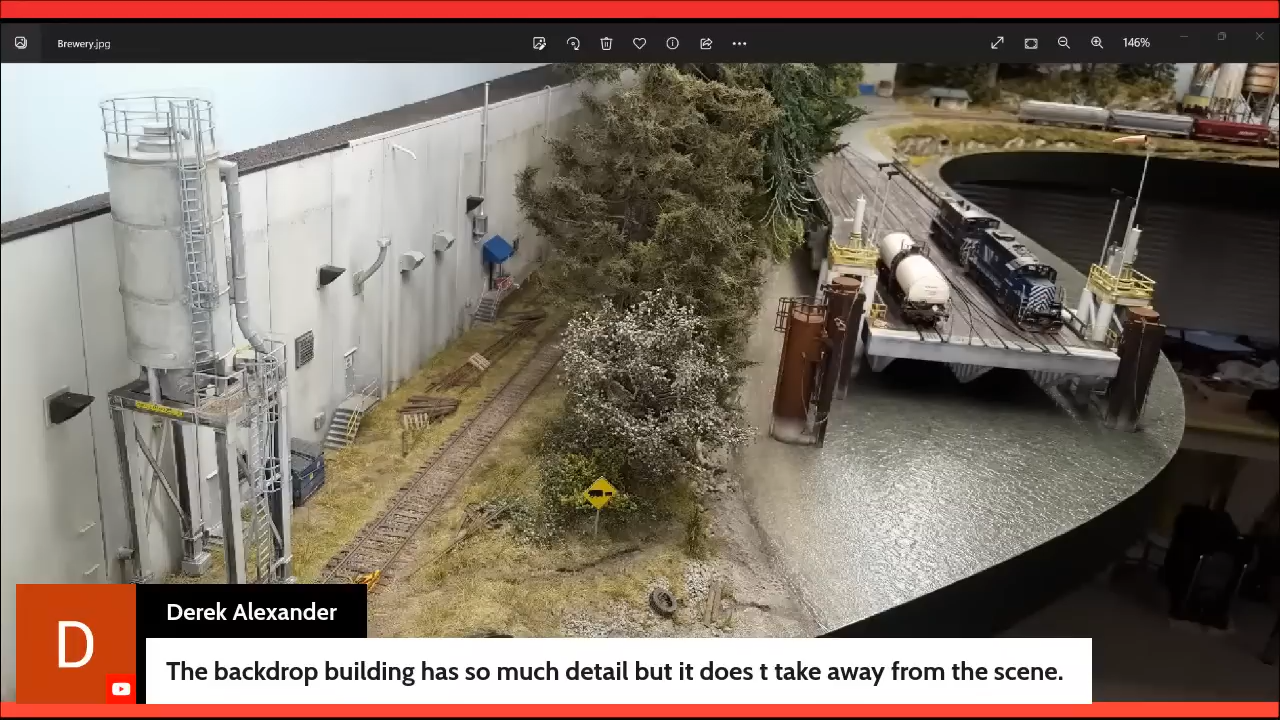 Brewery.jpg
146%
D
Derek Alexander
The backdrop building has so much detail but it does t take away from the scene.